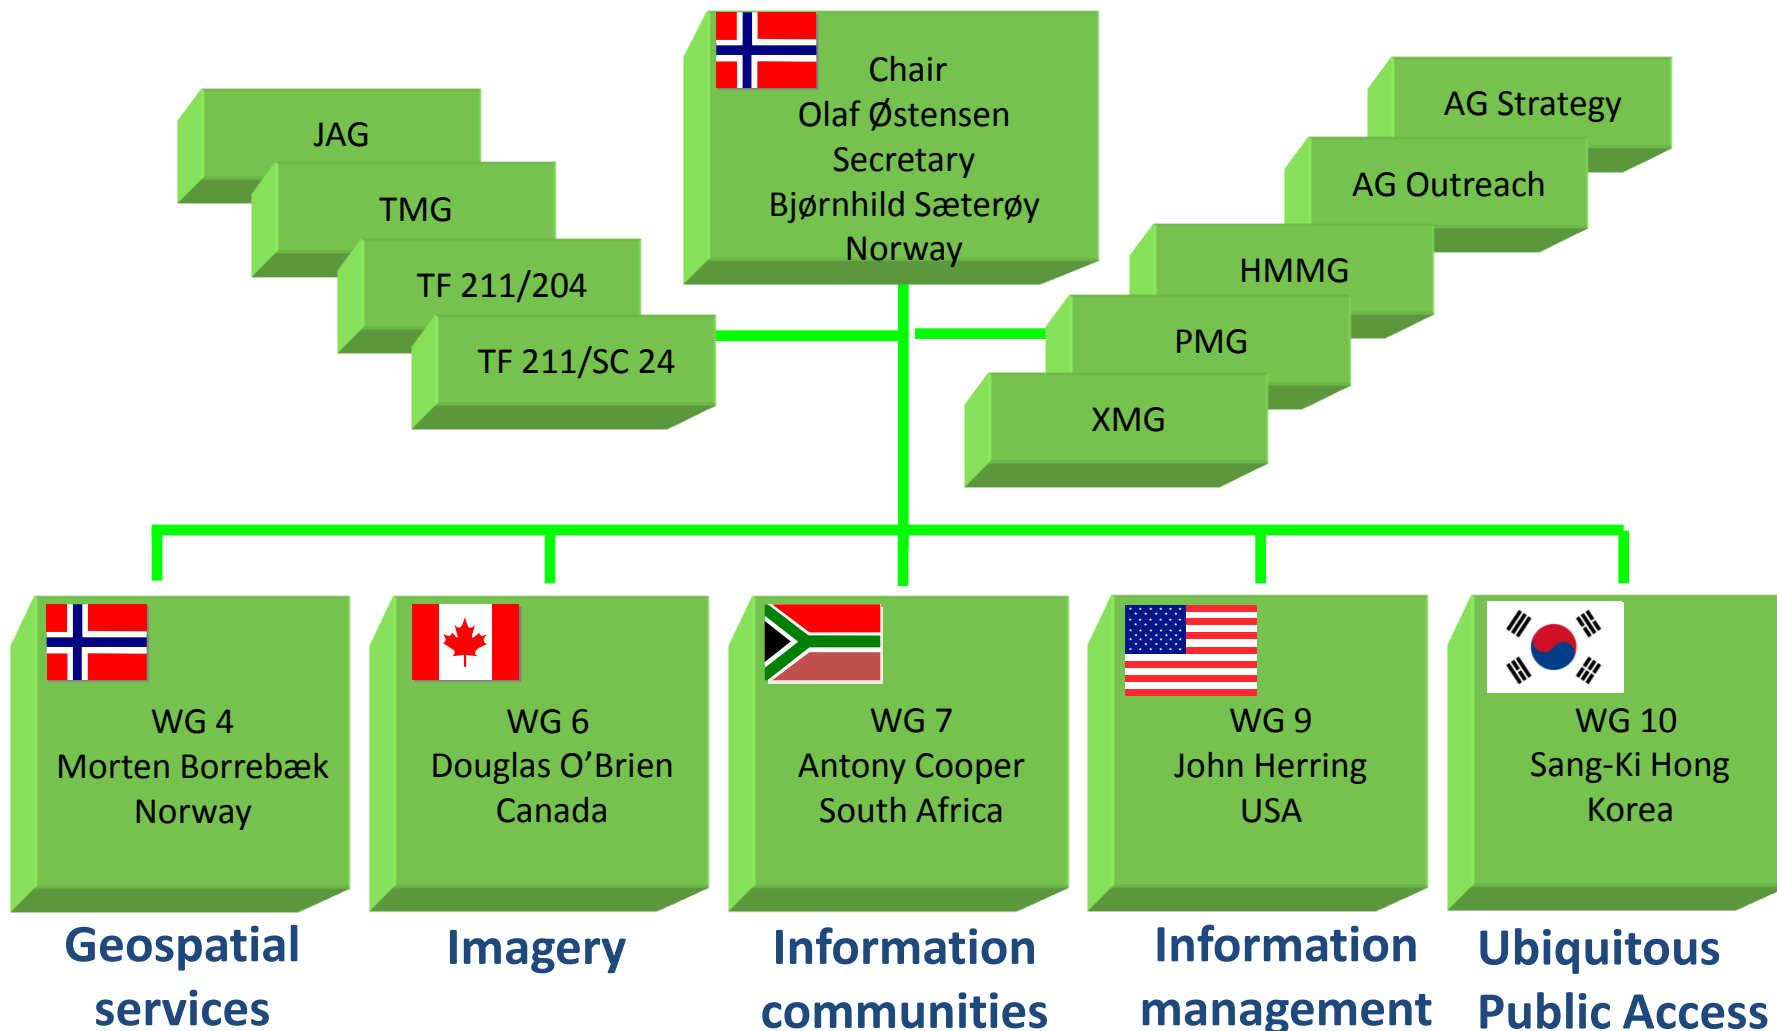 Chair
Olaf Østensen
Secretary
Bjørnhild Sæterøy
Norway
JAG
TMG
TF 211/204
TF 211/SC 24
AG Strategy
AG Outreach
HMMG
PMG
XMG
WG 4
Morten Borrebæk
Norway
Geospatial
services
WG 6
Douglas O’Brien
Canada
Imagery
WG 7
Antony Cooper
South Africa
Information
communities
WG 9
John Herring
USA
Information
management
WG 10
Sang-Ki Hong
Korea
Ubiquitous
Public Access